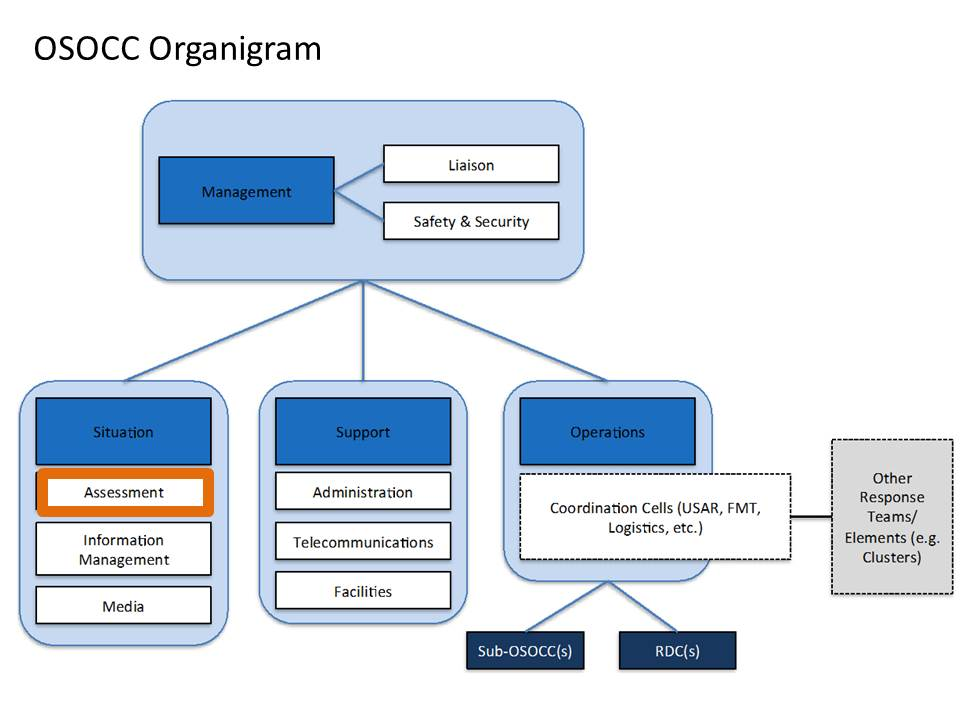 OSOCC Organigram
Management
Liaison
Safety & Security
Situation
Assessment
Information
Management
Media
Support
Administration
Telecommunications
Facilities
Operations
Coordination Cells (USAR, FMT,
Logistics, etc.)
Other
Response
Teams/
Elements (e.g.
Clusters)
Sub-OSOCC(s)
RDC(s)